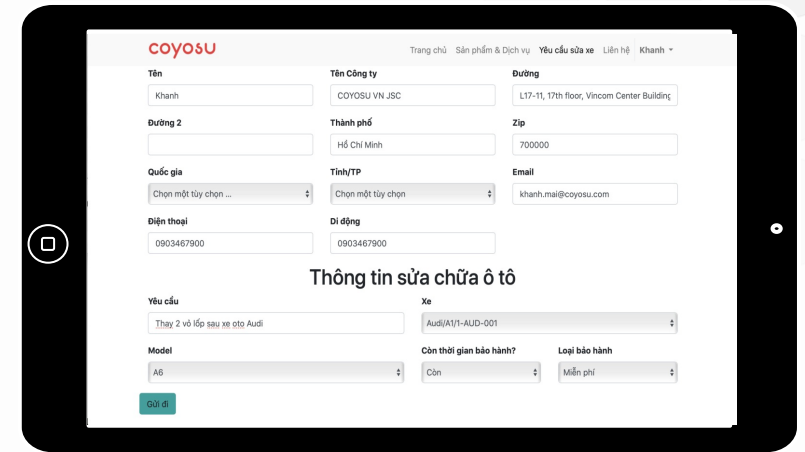 COYOSU
Trang chủ Sản phẩm & Dịch vụ Yêu cầu sửa xe Liên hệ Khanh
Tên Tên Công ty Đường
Khanh COYOSU VN JSC L17-11, 17th floor, Vincom Center Building
Đường 2 Thành phố Zip
Hồ Chí Minh 700000
Quốc gia Tỉnh/TP Email
Chọn một tùy chọn ... Chọn một tùy chọn khanh.mai@coyosu.com
Điện thoại Di động
0903467900 0903467900
Thông tin sửa chữa ô tô
Yêu cầu Xe
Thay 2 vỏ lốp sau xe oto Audi Audi/A1/1-AUD-001
Model Còn thời gian bảo hành? Loại bảo hành
A6 Còn Miễn phí
Gửi đi